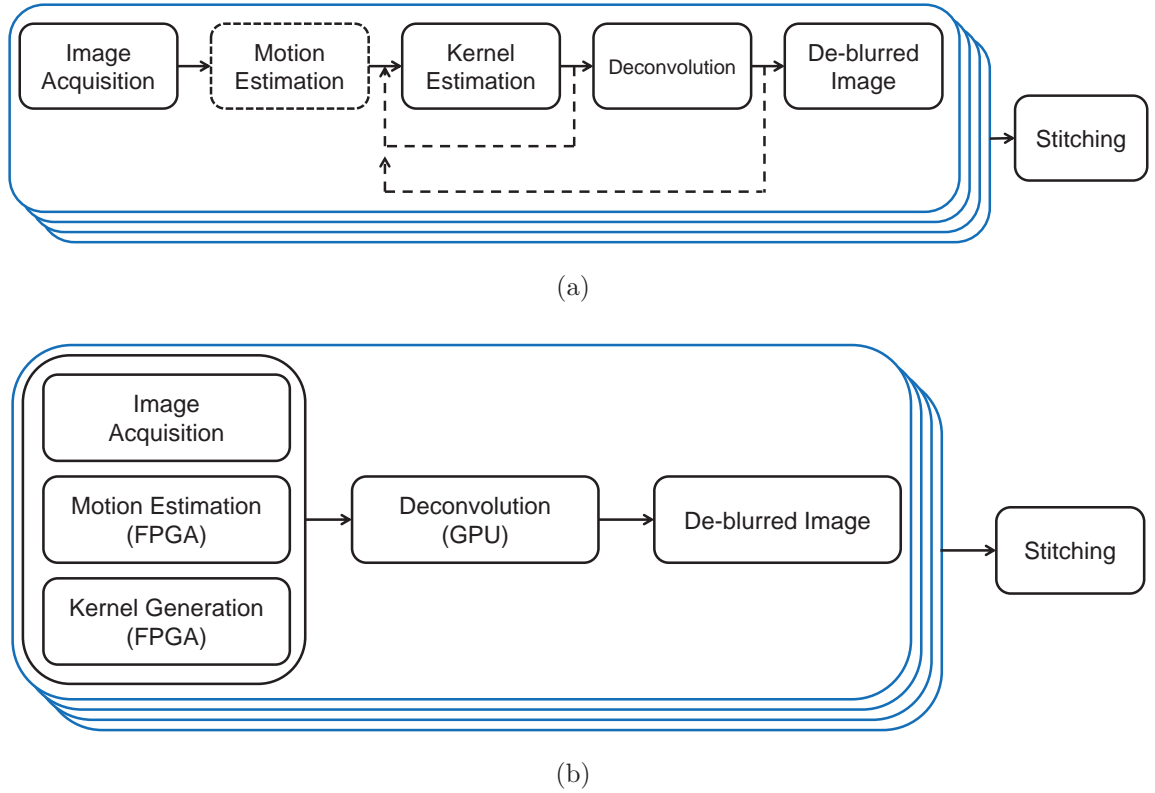 Image
Acquisition
Motion
Estimation
Kernel
Estimation
Deconvolution
De-blurred
Image
Stitching
(a)
Image
Acquisition
Motion Estimation
(FPGA)
Kernel Generation
(FPGA)
Deconvolution
(GPU)
De-blurred Image
Stitching
(b)